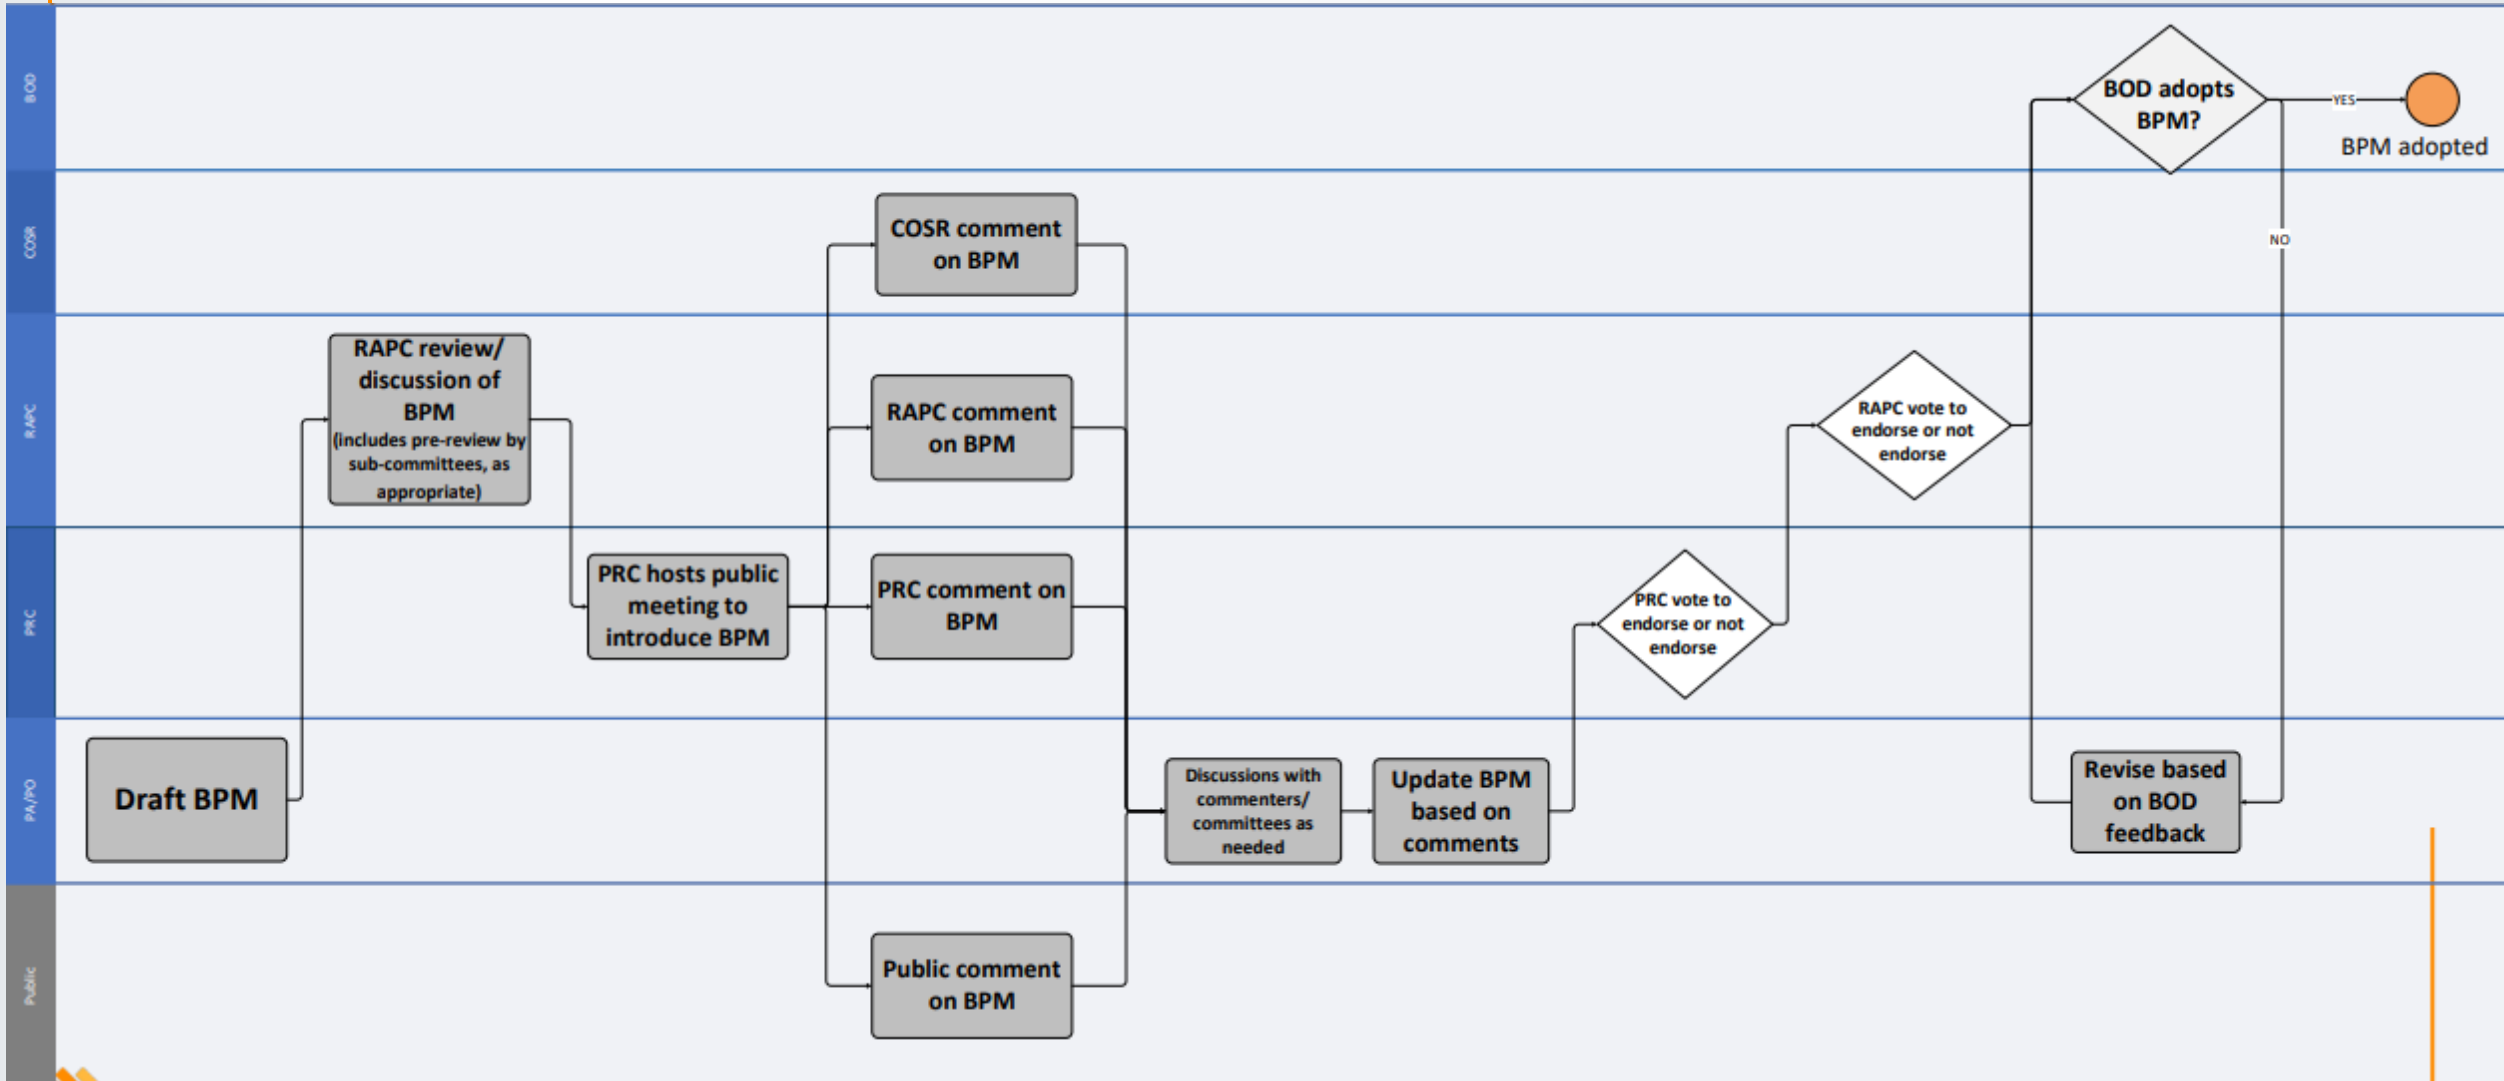 BOD
BOD adopts
BPM?
YES
BPM adopted
COSR
COSR comment
on BPM
NO
RAPC
RAPC review/
discussion of
BPM
(includes pre-review by
sub-committees, as
appropriate)
RAPC comment
on BPM
RAPC vote to
endorse or not
endorse
PRC
PRC hosts public
meeting to
introduce BPM
PRC comment on
BPM
PRC vote to
endorse or not
endorse
PA/PO
Draft BPM
Discussions with
commenters/
committees as
needed
Update BPM
based on
comments
Revise based
on BOD
feedback
Public
Public comment
on BPM